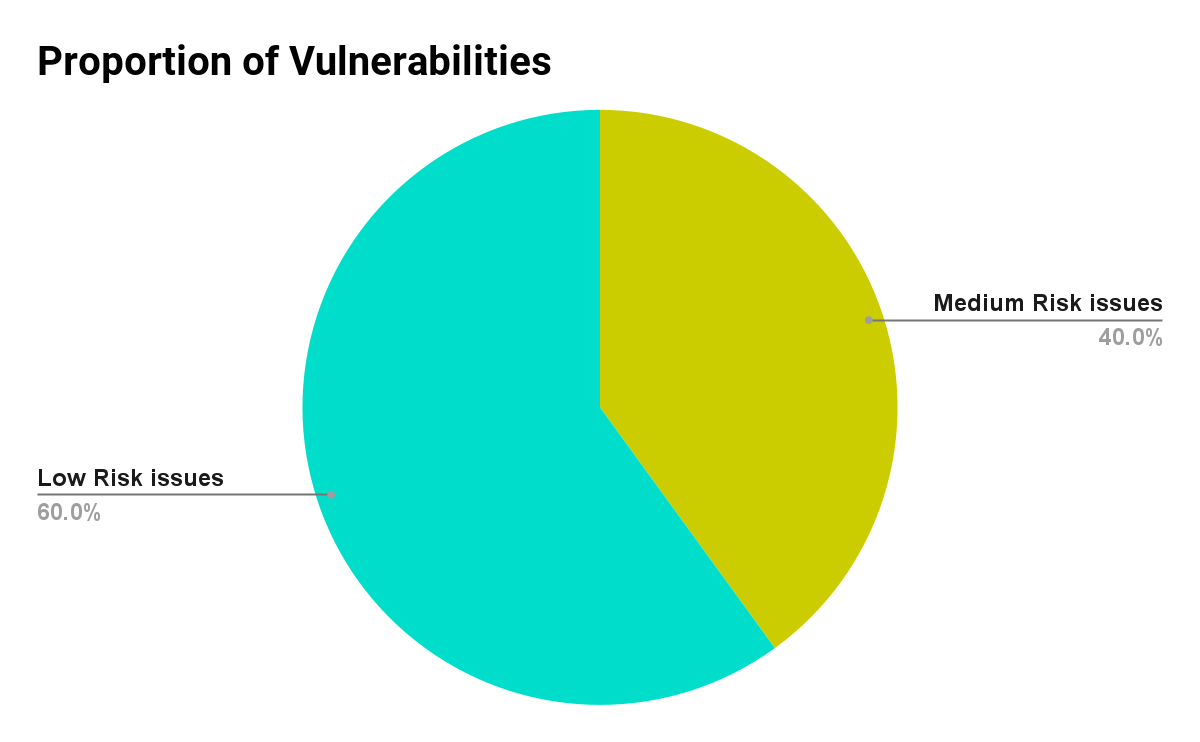 Proportion of Vulnerabilities
Medium Risk issues
40.0%
Low Risk issues
60.0%